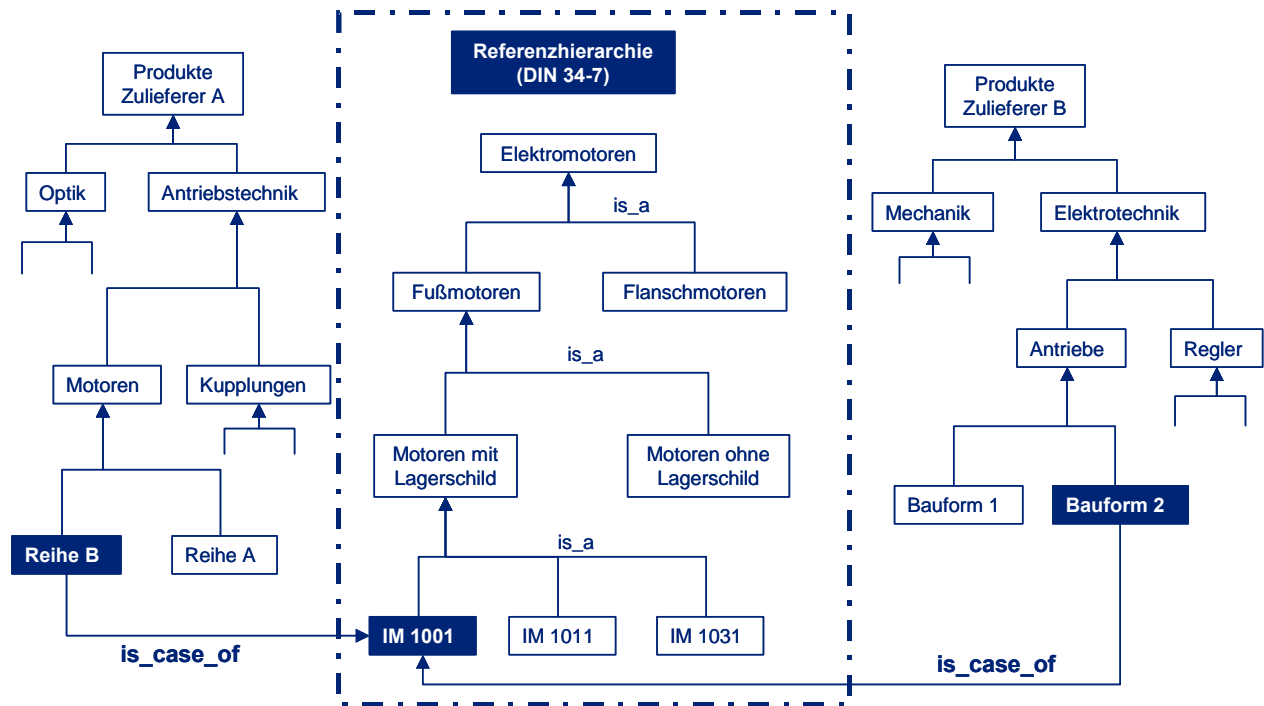 Referenzhierarchie
(DIN 34-7)
Produkte
Zulieferer A
Optik
Antriebstechnik
Motoren
Kupplungen
Reihe B
Reihe A
is_case_of
Elektromotoren
is_a
Fußmotoren
Flanschmotoren
is_a
Motoren mit
Lagerschild
Motoren ohne
Lagerschild
is_a
IM 1001
IM 1011
IM 1031
Produkte
Zulieferer B
Mechanik
Elektrotechnik
Antriebe
Regler
Bauform 1
Bauform 2
is_case_of